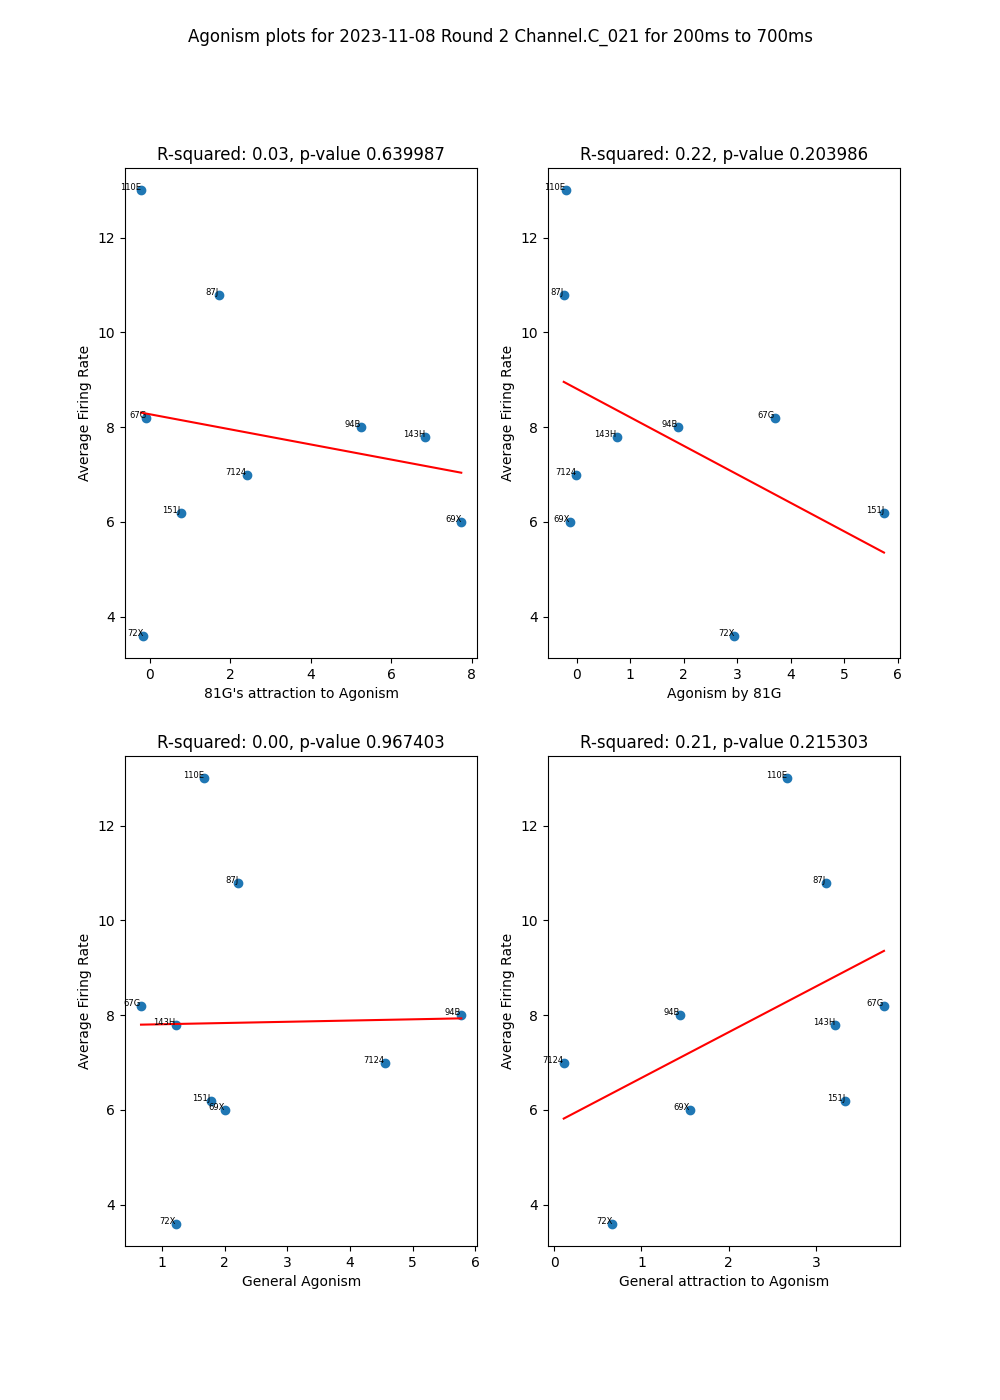 Agonism plots for 2023-11-08 Round 2 Channel.C_021 for 200ms to 700ms
R-squared: 0.03, p-value 0.639987
110E
87J
67G
94B
143H
7124
151J
69X
72X
12
10
8
6
4
Average Firing Rate
0 2 4 6 8
81G's attraction to Agonism
R-squared: 0.22, p-value 0.203986
110E
87J
67G
94B
143H
7124
151J
69X
72X
12
10
8
6
4
Average Firing Rate
0 1 2 3 4 5 6
Agonism by 81G
R-squared: 0.00, p-value 0.967403
110E
87J
67G
94B
143H
7124
151J
69X
72X
12
10
8
6
4
Average Firing Rate
1 2 3 4 5 6
General Agonism
R-squared: 0.21, p-value 0.215303
110E
87J
67G
94B
143H
7124
151J
69X
72X
12
10
8
6
4
Average Firing Rate
0 1 2 3
General attraction to Agonism